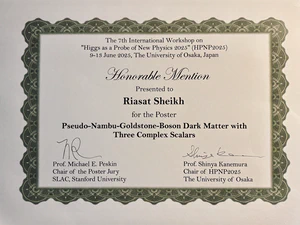 The 7th International Workshop on
"Higgs as a Probe of New Physics 2025" (HPNP2025)
9-13 June, 2025, The University of Osaka, Japan
Honorable Mention
Presented to
Riasat Sheikh
for the Poster
Pseudo-Nambu-Goldstone-Boson Dark Matter with
Three Complex Scalars
Prof. Michael E. Peskin
Chair of the Poster Jury
SLAC, Stanford University
Shinya Kanemura
Prof. Shinya Kanemura
Chair of HPNP2025
The University of Osaka